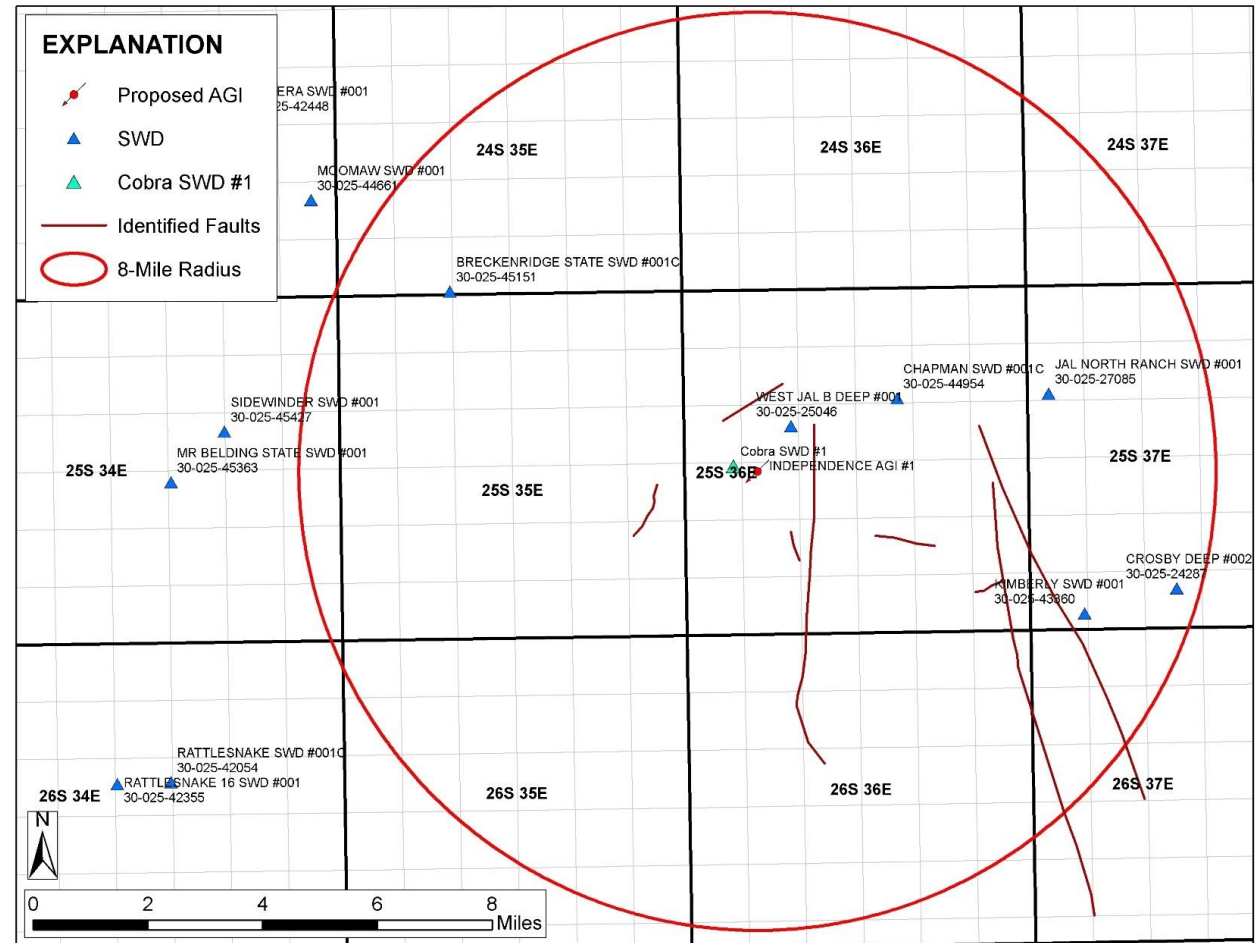 EXPLANATION
Proposed AGI
SWD
Cobra SWD #1
Identified Faults
8-Mile Radius
ERA SWD #001
25-42448
MOOMAW SWD #001
30-025-44661
24S 35E
24S 36E
24S 37E
BRECKENRIDGE STATE SWD #001C
30-025-45151
SIDEWINDER SWD #001
30-025-45427
MR BELDING STATE SWD #001
30-025-45363
25S 34E
25S 35E
CHAPMAN SWD #001C
30-025-44954
JAL NORTH RANCH SWD #001
30-025-27085
WEST JAL B DEEP #001
30-025-25046
Cobra SWD #1
INDEPENDENCE AGI #1
25S 36E
25S 37E
CROSBY DEEP #002
30-025-24287
KIMBERLY SWD #001
30-025-43360
RATTLESNAKE SWD #001C
30-025-42054
RATTLESNAKE 16 SWD #001
30-025-42355
26S 34E
26S 35E
26S 36E
26S 37E
N
0 2 4 6 8
Miles